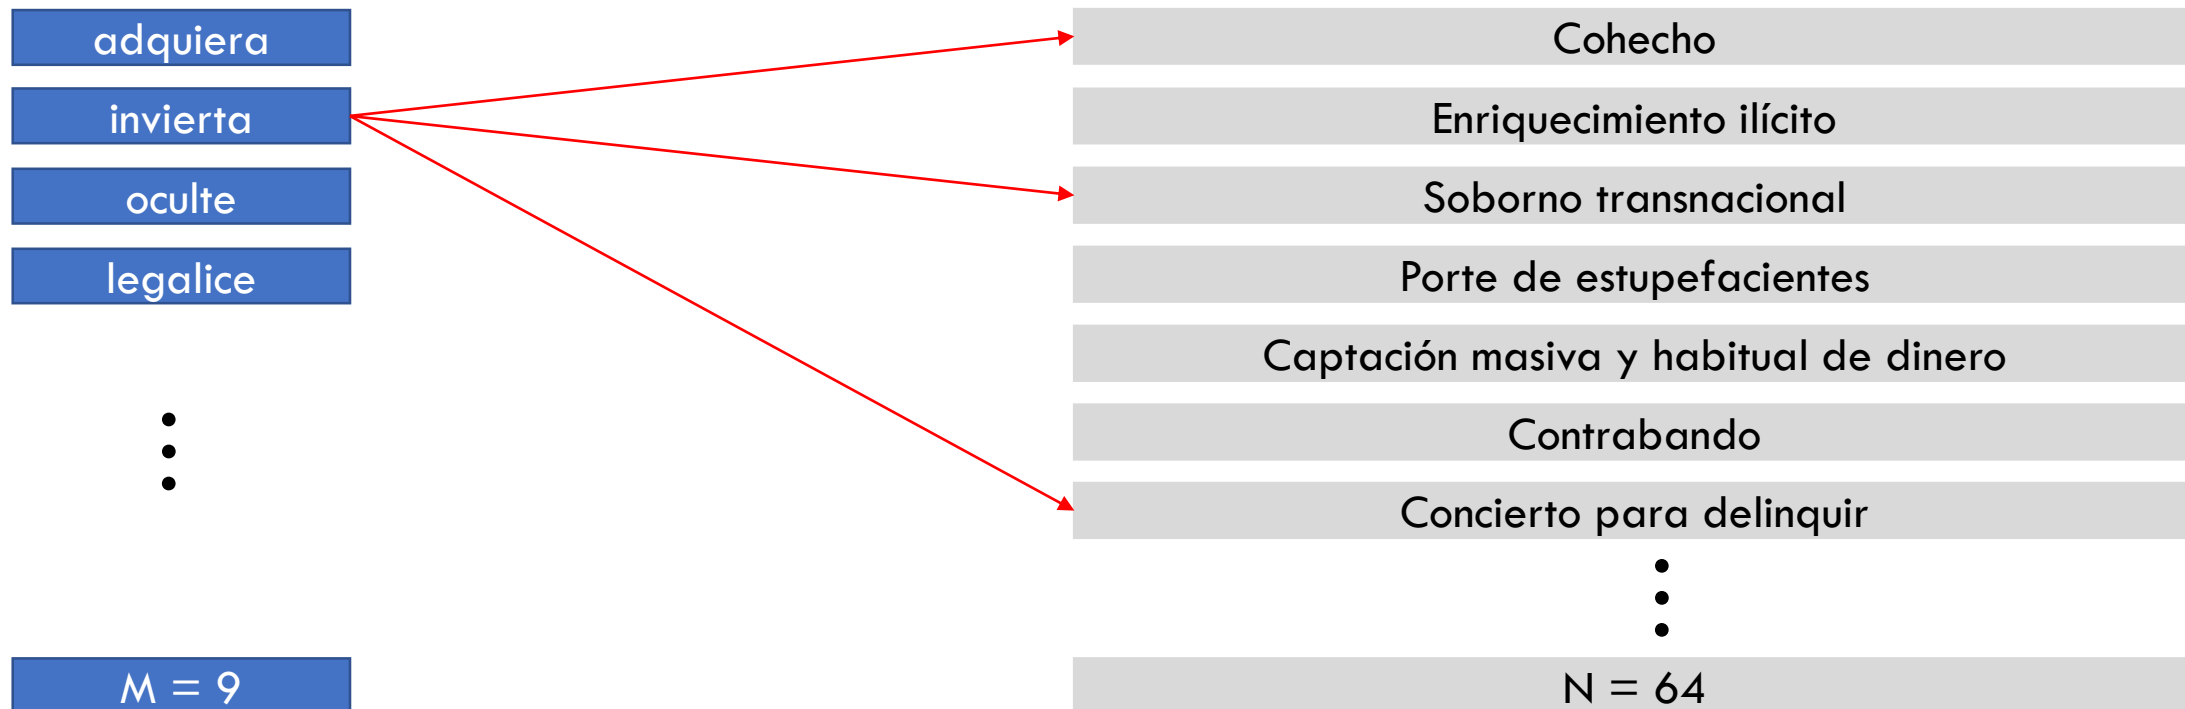 adquiera
invierta
oculte
legalice
M = 9
Cohecho
Enriquecimiento ilícito
Soborno transnacional
Porte de estupefacientes
Captación masiva y habitual de dinero
Contrabando
Concierto para delinquir
N = 64